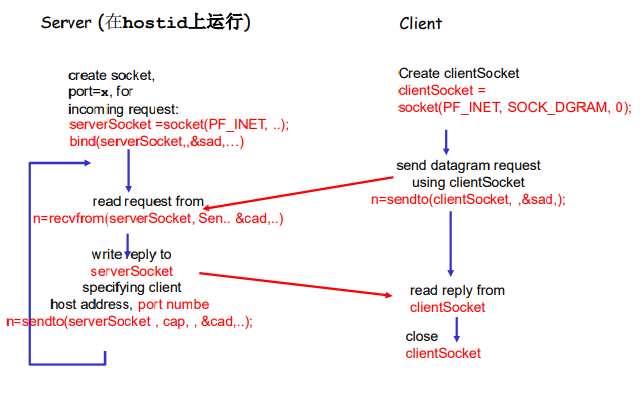 Server (在hostid上运行)
create socket,
port=x, for
incoming request:
serverSocket =socket(PF_INET, ..);
bind(serverSocket,,&sad,…)
read request from
n=recvfrom(serverSocket, Sen.. &cad,..)
write reply to
serverSocket
specifying client
host address, port numbe
n=sendto(serverSocket , cap, , &cad,..);
Client
Create clientSocket
clientSocket =
socket(PF_INET, SOCK_DGRAM, 0);
send datagram request
using clientSocket
n=sendto(clientSocket, ,&sad,);
read reply from
clientSocket
close
clientSocket